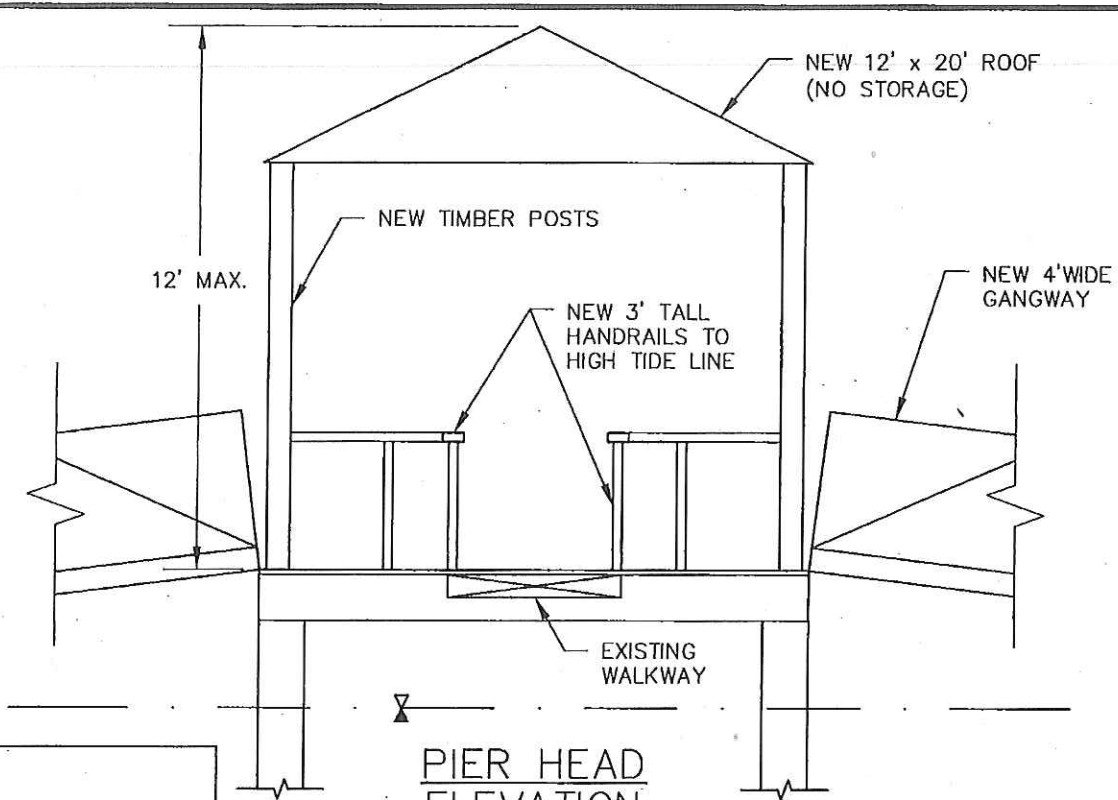 NEW 12' x 20' ROOF
(NO STORAGE)
NEW TIMBER POSTS
12' MAX.
NEW 4'WIDE
GANGWAY
NEW 3' TALL
HANDRAILS TO
HIGH TIDE LINE
EXISTING
WALKWAY
PIER HEAD
ELEVATION